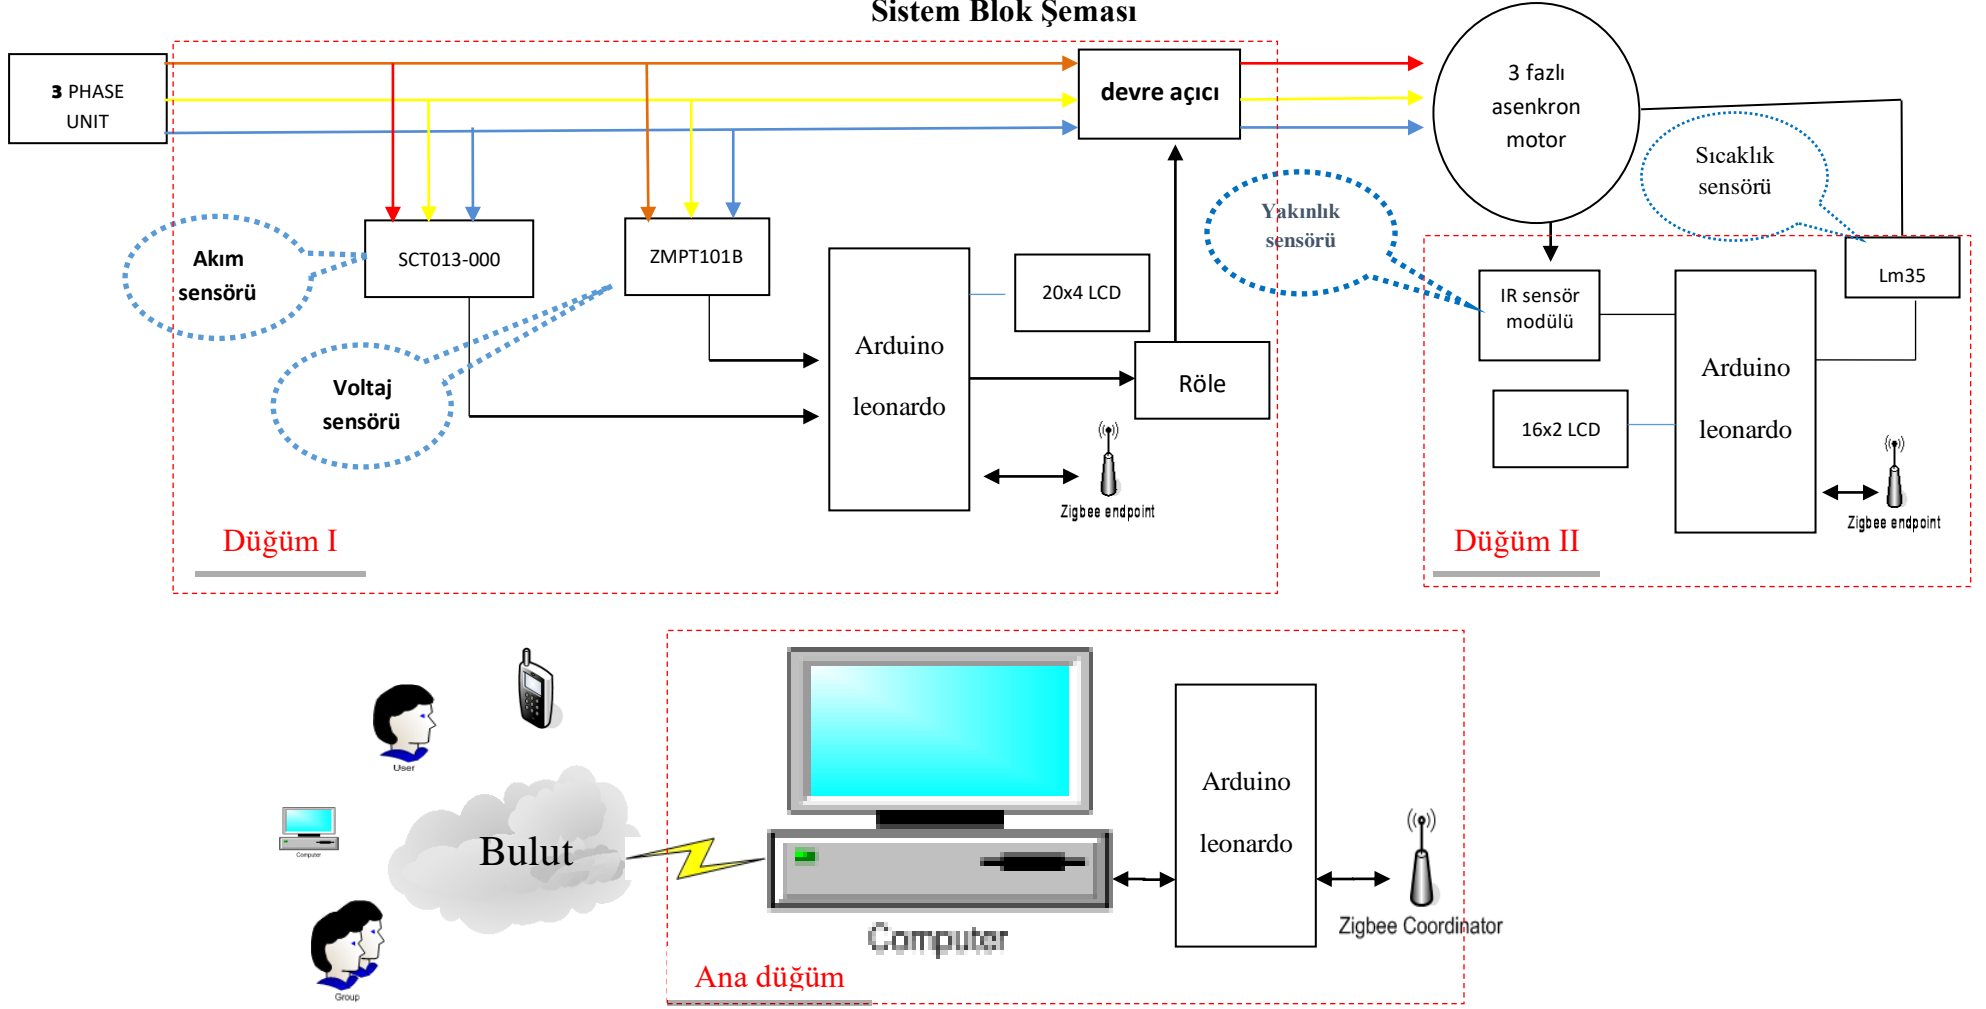 Sistem Blok Şeması
3 PHASE
UNIT
devre açıcı
3 fazlı
asenkron
motor
Sıcaklık
sensörü
Yakınlık
sensörü
Akım
sensörü
SCT013-000
ZMPT101B
20x4 LCD
IR sensör
modülü
Lm35
Voltaj
sensörü
Arduino
leonardo
Röle
Arduino
leonardo
16x2 LCD
Zigbee endpoint
Zigbee endpoint
Düğüm I
Düğüm II
User
Computer
Bulut
Group
Computer
Arduino
leonardo
Zigbee Coordinator
Ana düğüm